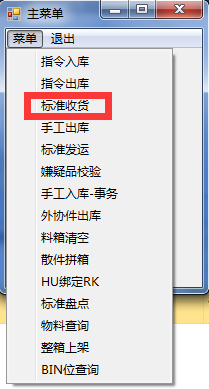 主菜单
菜单 退出
指令入库
指令出库
标准收货
手工出库
标准发运
嫌疑品校验
手工入库-事务
外协件出库
料箱清空
散件拼箱
HU绑定RK
标准盘点
物料查询
整箱上架
BIN位查询